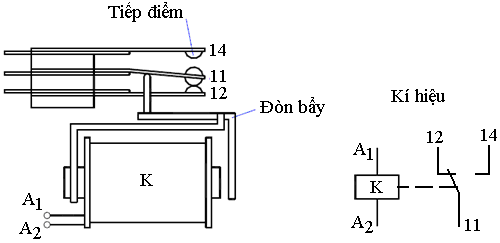 Tiếp điểm
14
11
12
Đòn bẩy
K
A1
A2
Kí hiệu
12
14
A1
K
A2
11